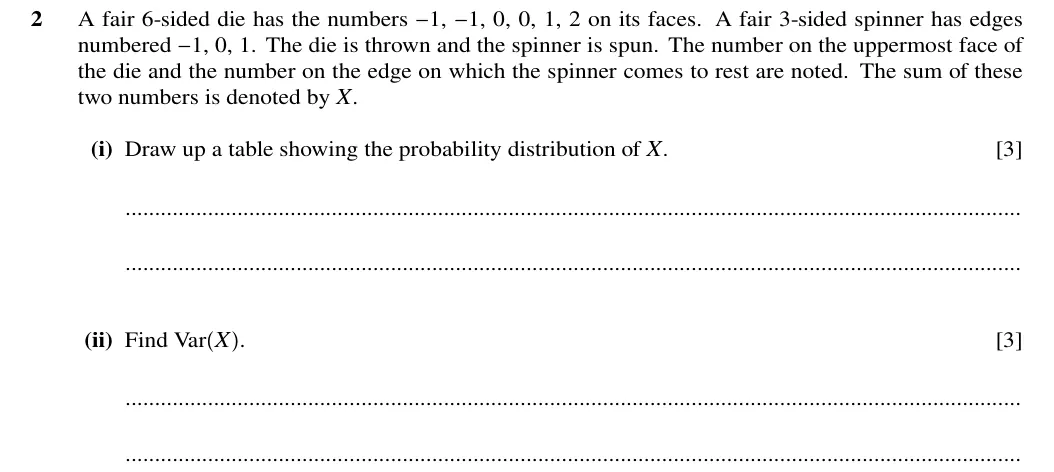 2 A fair 6-sided die has the numbers −1, −1, 0, 0, 1, 2 on its faces. A fair 3-sided spinner has edges
numbered −1, 0, 1. The die is thrown and the spinner is spun. The number on the uppermost face of
the die and the number on the edge on which the spinner comes to rest are noted. The sum of these
two numbers is denoted by X.
(i) Draw up a table showing the probability distribution of X. [3]
(ii) Find Var(X). [3]